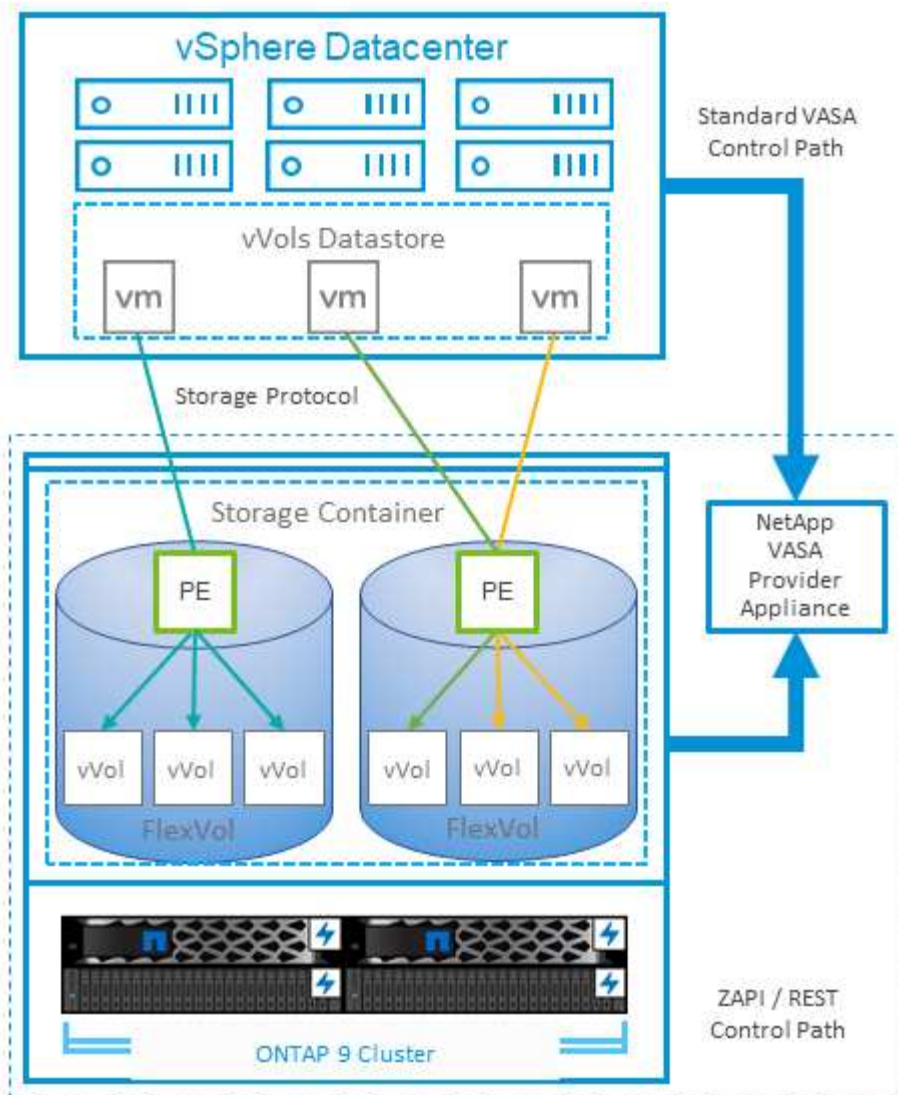 vSphere Datacenter
Standard VASA
Control Path
vVols Datastore
vm
vm
vm
Storage Protocol
Storage Container
NetApp
VASA
Provider
Appliance
PE
PE
vVol
vVol
vVol
vVol
vVol
vVol
FlexVol
FlexVol
ZAPI / REST
Control Path
ONTAP 9 Cluster